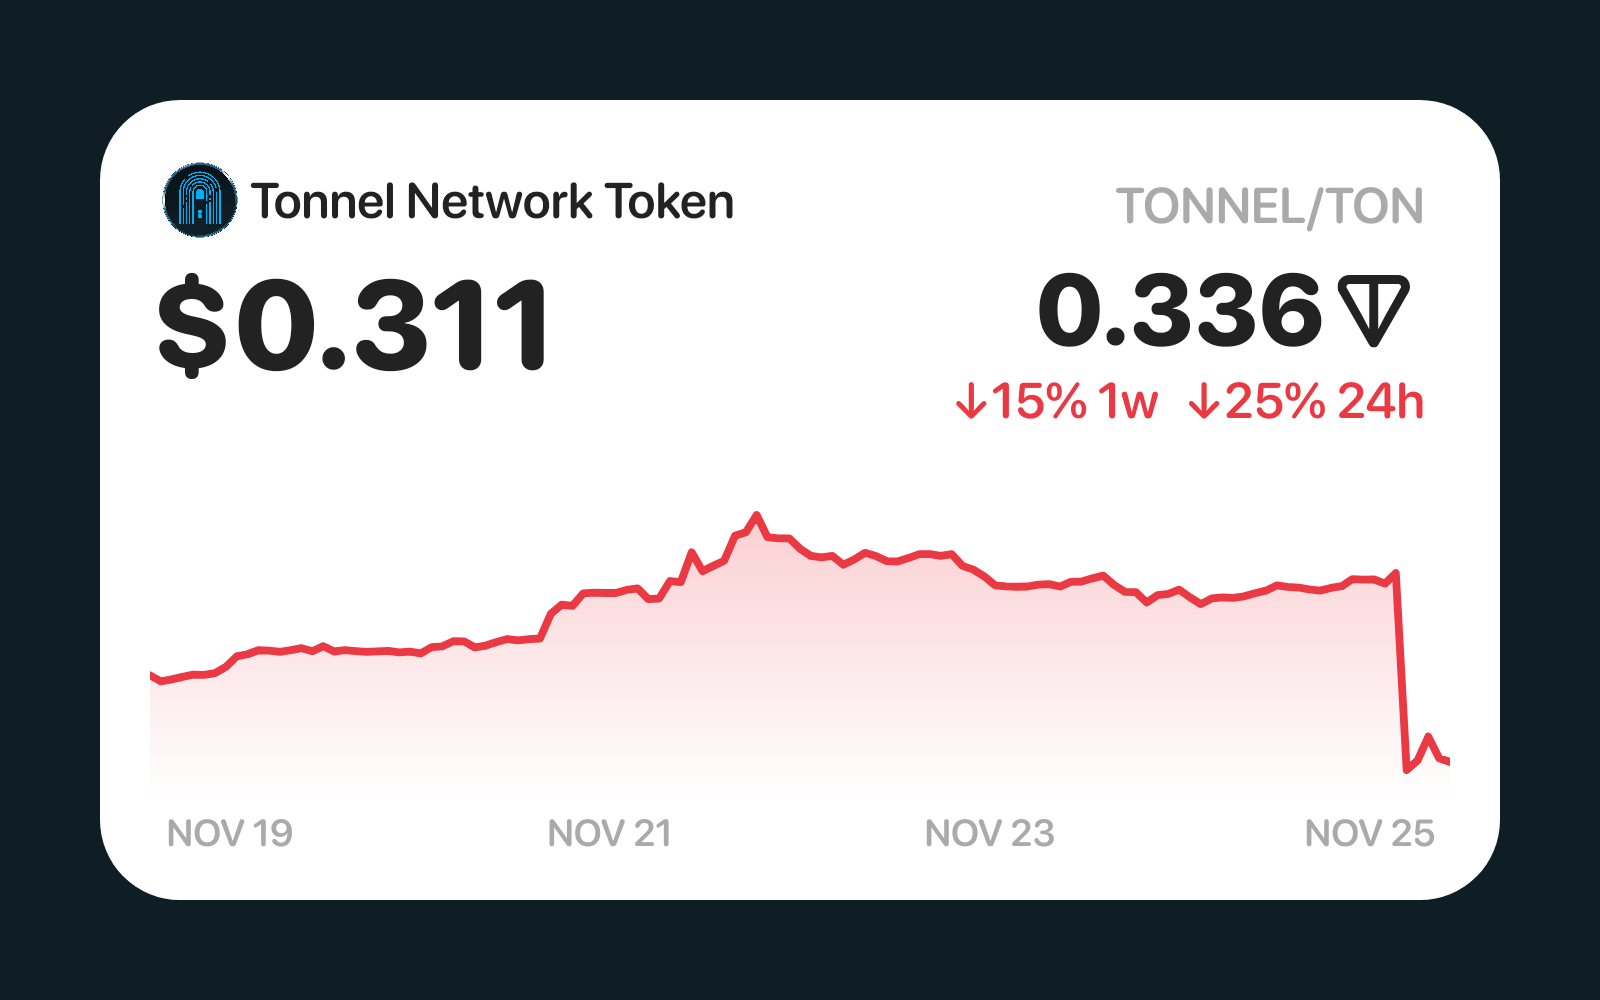 Tonnel Network Token
TONNEL/TON
$0.311
0.336
↓15% 1w ↓25% 24h
NOV 19 NOV 21 NOV 23 NOV 25